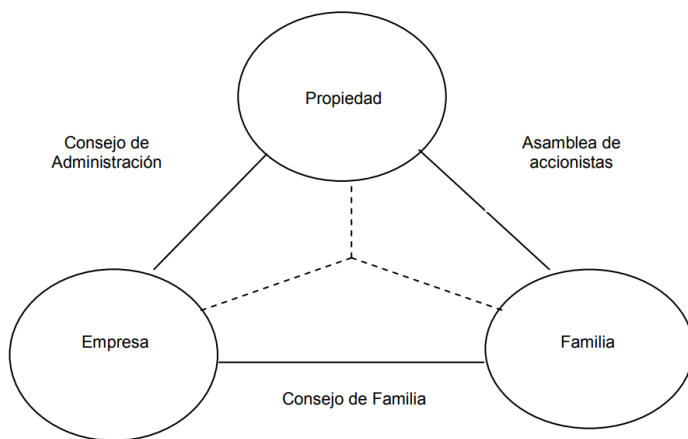 Propiedad
Consejo de
Administración
Asamblea de
accionistas
Empresa
Familia
Consejo de Familia